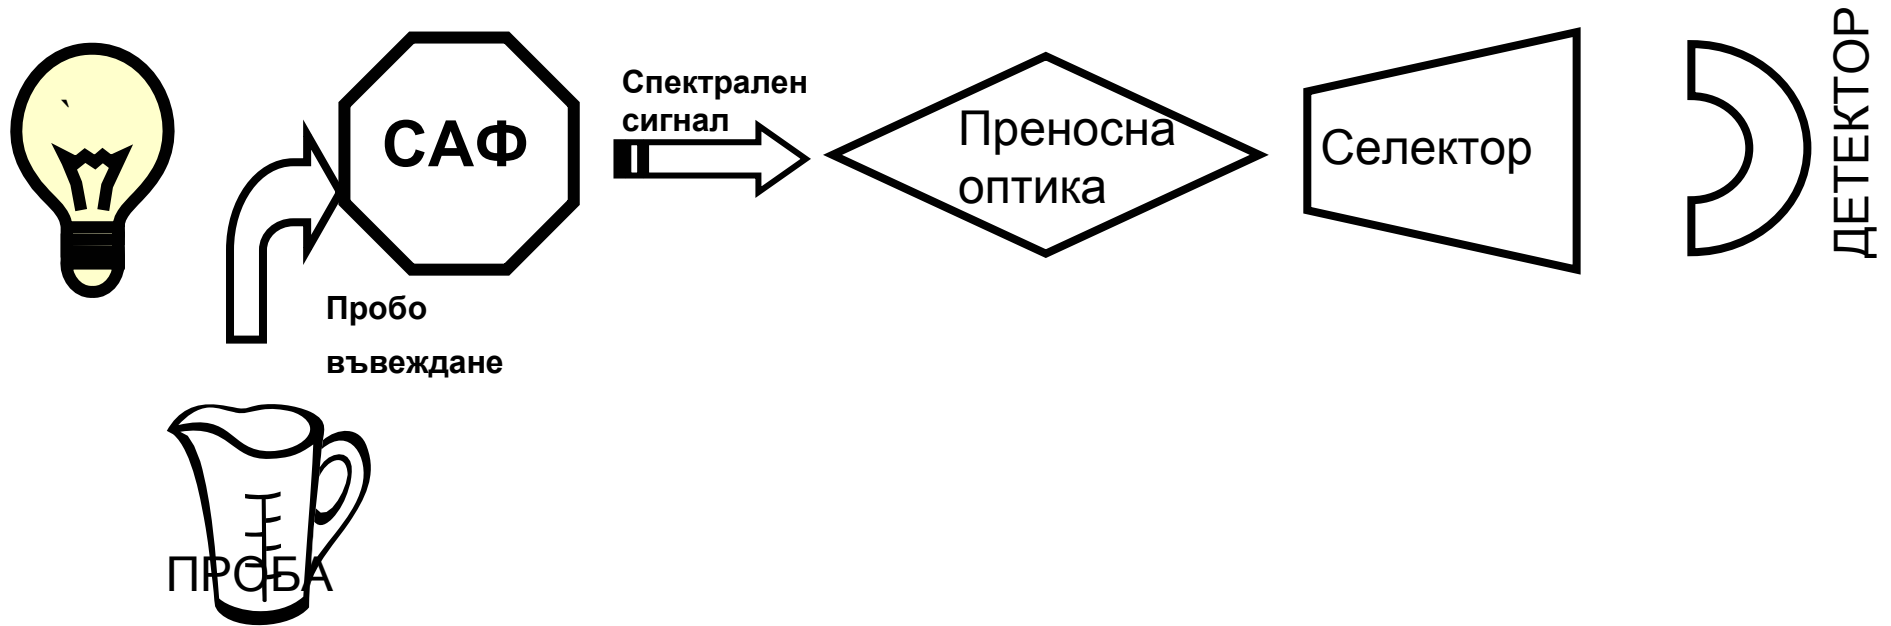 САФ
Спектрален
сигнал
Преносна
оптика
Селектор
ДЕТЕКТОР
Пробо
въвеждане
ПРОБА